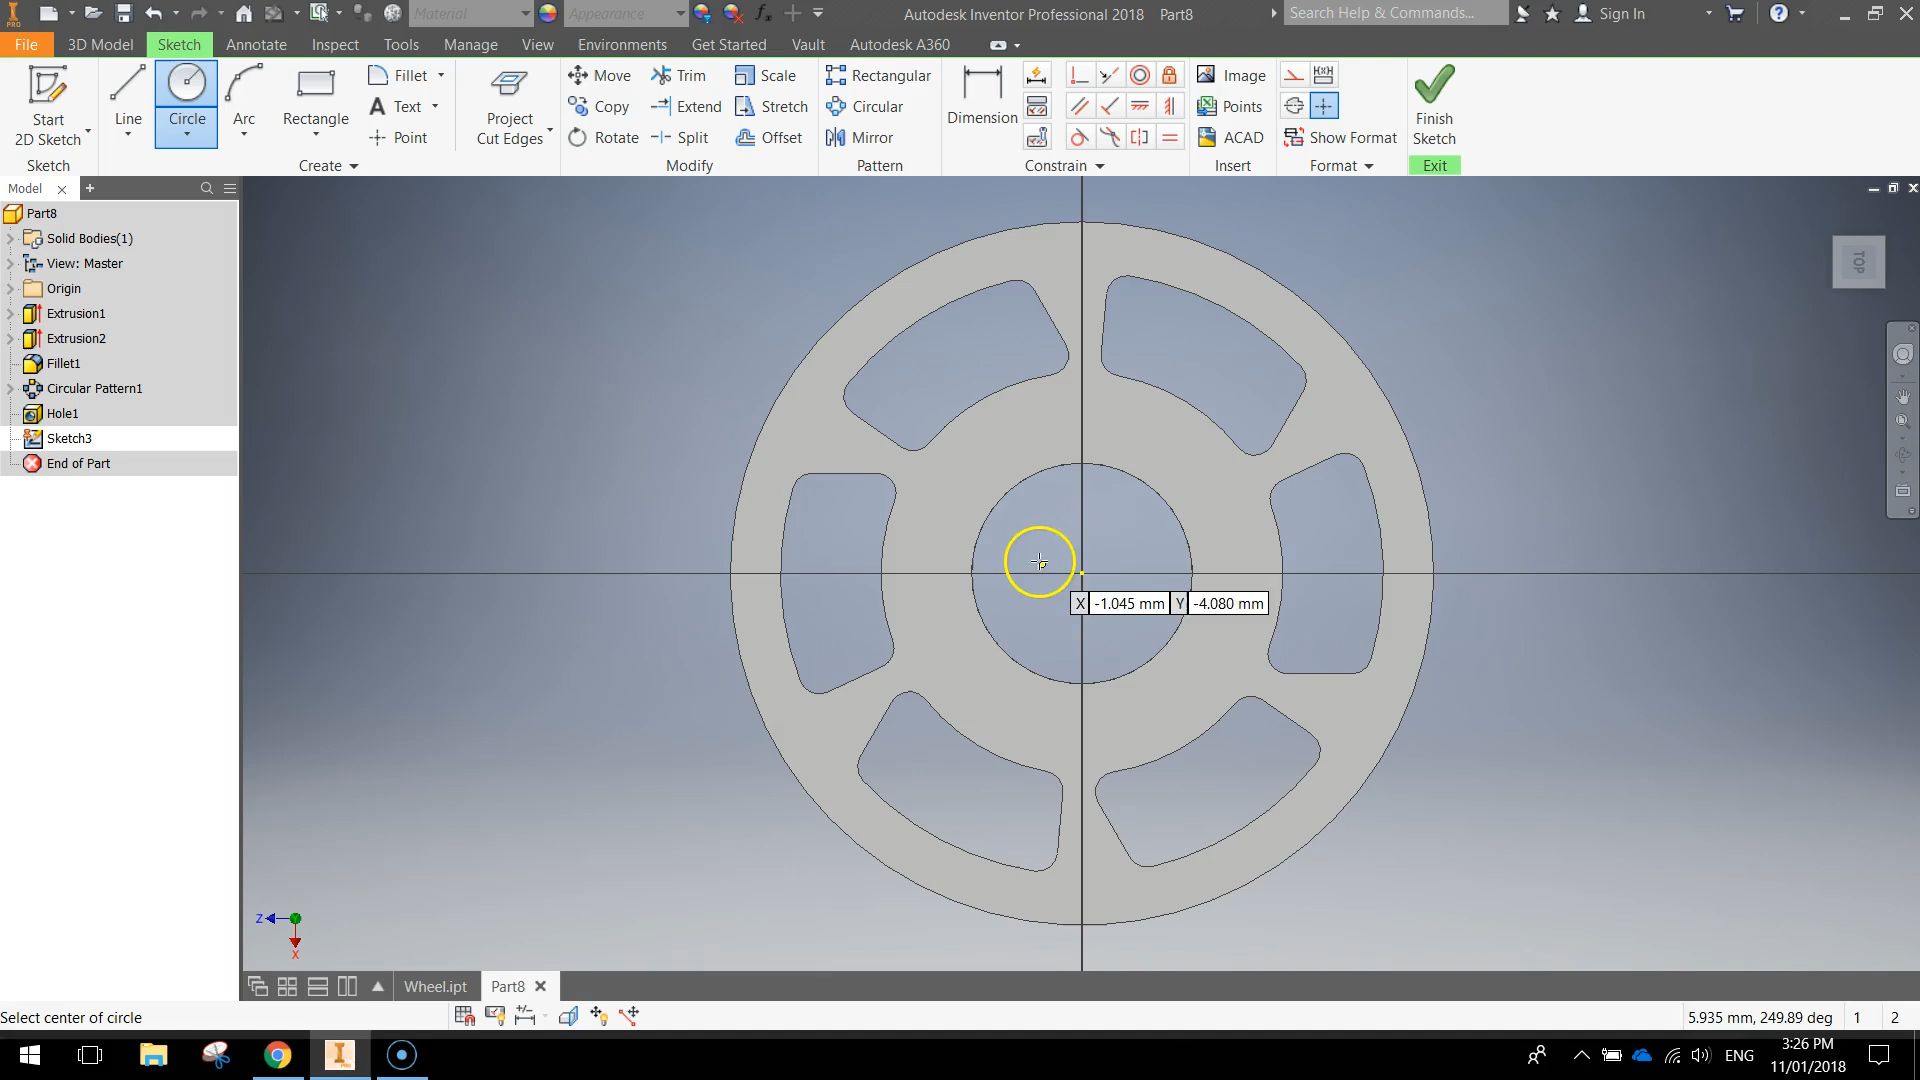 Material
Appearance
Autodesk Inventor Professional 2018 Part8
Search Help & Commands...
Sign In
PRO
File
3D Model
Sketch
Annotate
Inspect
Tools
Manage
View
Environments
Get Started
Vault
Autodesk A360
Start
2D Sketch
Sketch
Line
Circle
Arc
Rectangle
Fillet
Text
Point
Create
Project
Cut Edges
Move
Copy
Rotate
Trim
Extend
Split
Scale
Stretch
Offset
Modify
Rectangular
Circular
Mirror
Pattern
Dimension
Constrain
Image
Points
ACAD
Insert
Show Format
Format
Finish
Sketch
Exit
Model
Part8
Solid Bodies(1)
View: Master
Origin
Extrusion1
Extrusion2
Fillet1
Circular Pattern1
Hole1
Sketch3
End of Part
TOP
X -1.045 mm Y -4.080 mm
Z
X
Wheel.ipt
Part8
Select center of circle
5.935 mm, 249.89 deg 1 2
ENG
3:26 PM
11/01/2018